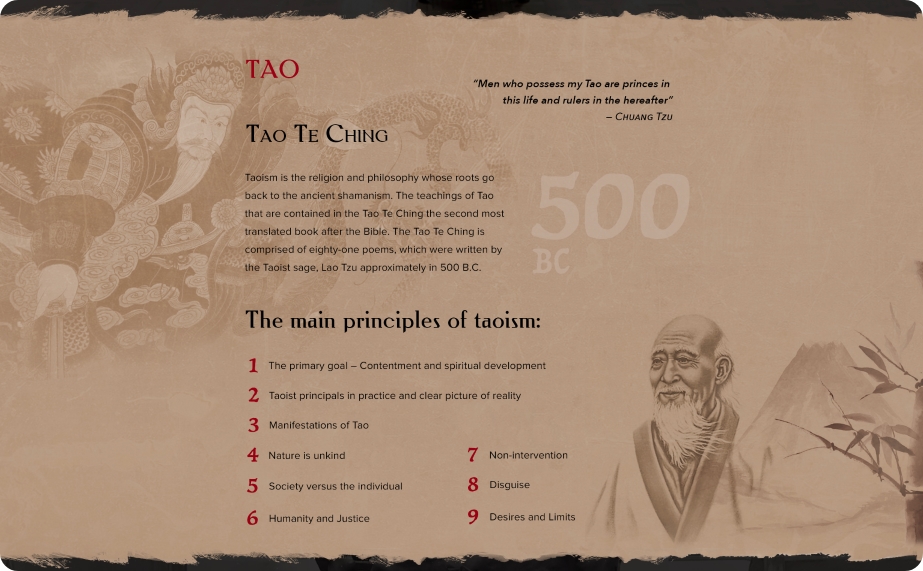 TAO
"Men who possess my Tao are princes in
this life and rulers in the hereafter"
– Chuang Tzu
Tao Te Ching
Taoism is the religion and philosophy whose roots go
back to the ancient shamanism. The teachings of Tao
that are contained in the Tao Te Ching the second most
translated book after the Bible. The Tao Te Ching is
comprised of eighty-one poems, which were written by
the Taoist sage, Lao Tzu approximately in 500 B.C.
500
BC
The main principles of taoism:
1 The primary goal – Contentment and spiritual development
2 Taoist principals in practice and clear picture of reality
3 Manifestations of Tao
4 Nature is unkind
5 Society versus the individual
6 Humanity and Justice
7 Non-intervention
8 Disguise
9 Desires and Limits